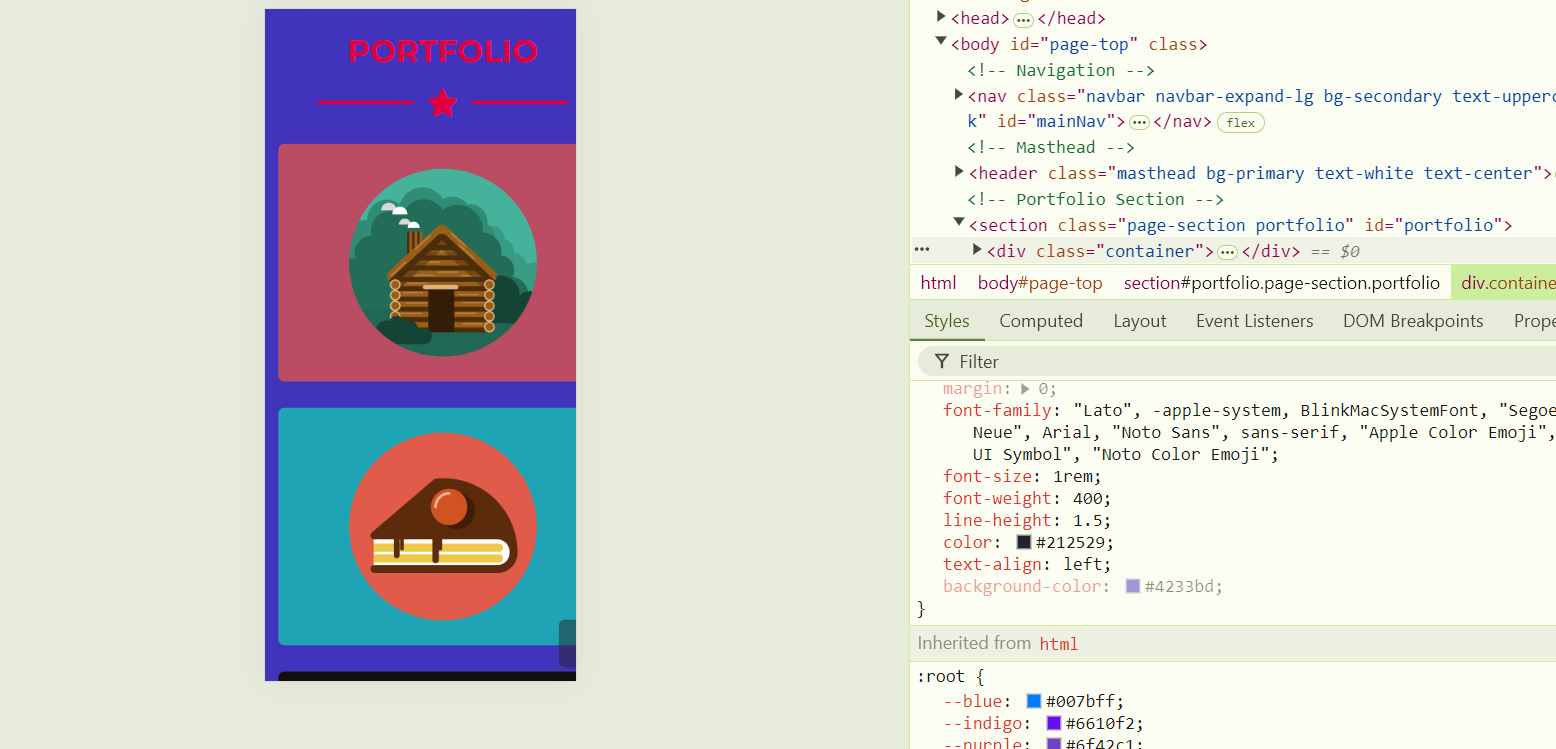 PORTFOLIO
<head> ••• </head>
<body id="page-top" class>
<!-- Navigation -->
<nav class="navbar navbar-expand-lg bg-secondary text-upperc
k" id="mainNav"> ••• </nav> flex
<!-- Masthead -->
<header class="masthead bg-primary text-white text-center">
<!-- Portfolio Section -->
<section class="page-section portfolio" id="portfolio">
••• <div class="container"> ••• </div> == $0
html body#page-top section#portfolio.page-section.portfolio div.containe
Styles Computed Layout Event Listeners DOM Breakpoints Prope
Filter
margin: 0;
font-family: "Lato", -apple-system, BlinkMacSystemFont, "Segoe
Neue", Arial, "Noto Sans", sans-serif, "Apple Color Emoji",
UI Symbol", "Noto Color Emoji";
font-size: 1rem;
font-weight: 400;
line-height: 1.5;
color: #212529;
text-align: left;
background-color: #4233bd;
}
Inherited from html
:root {
--blue: #007bff;
--indigo: #6610f2;
--purple: #6f42c1;